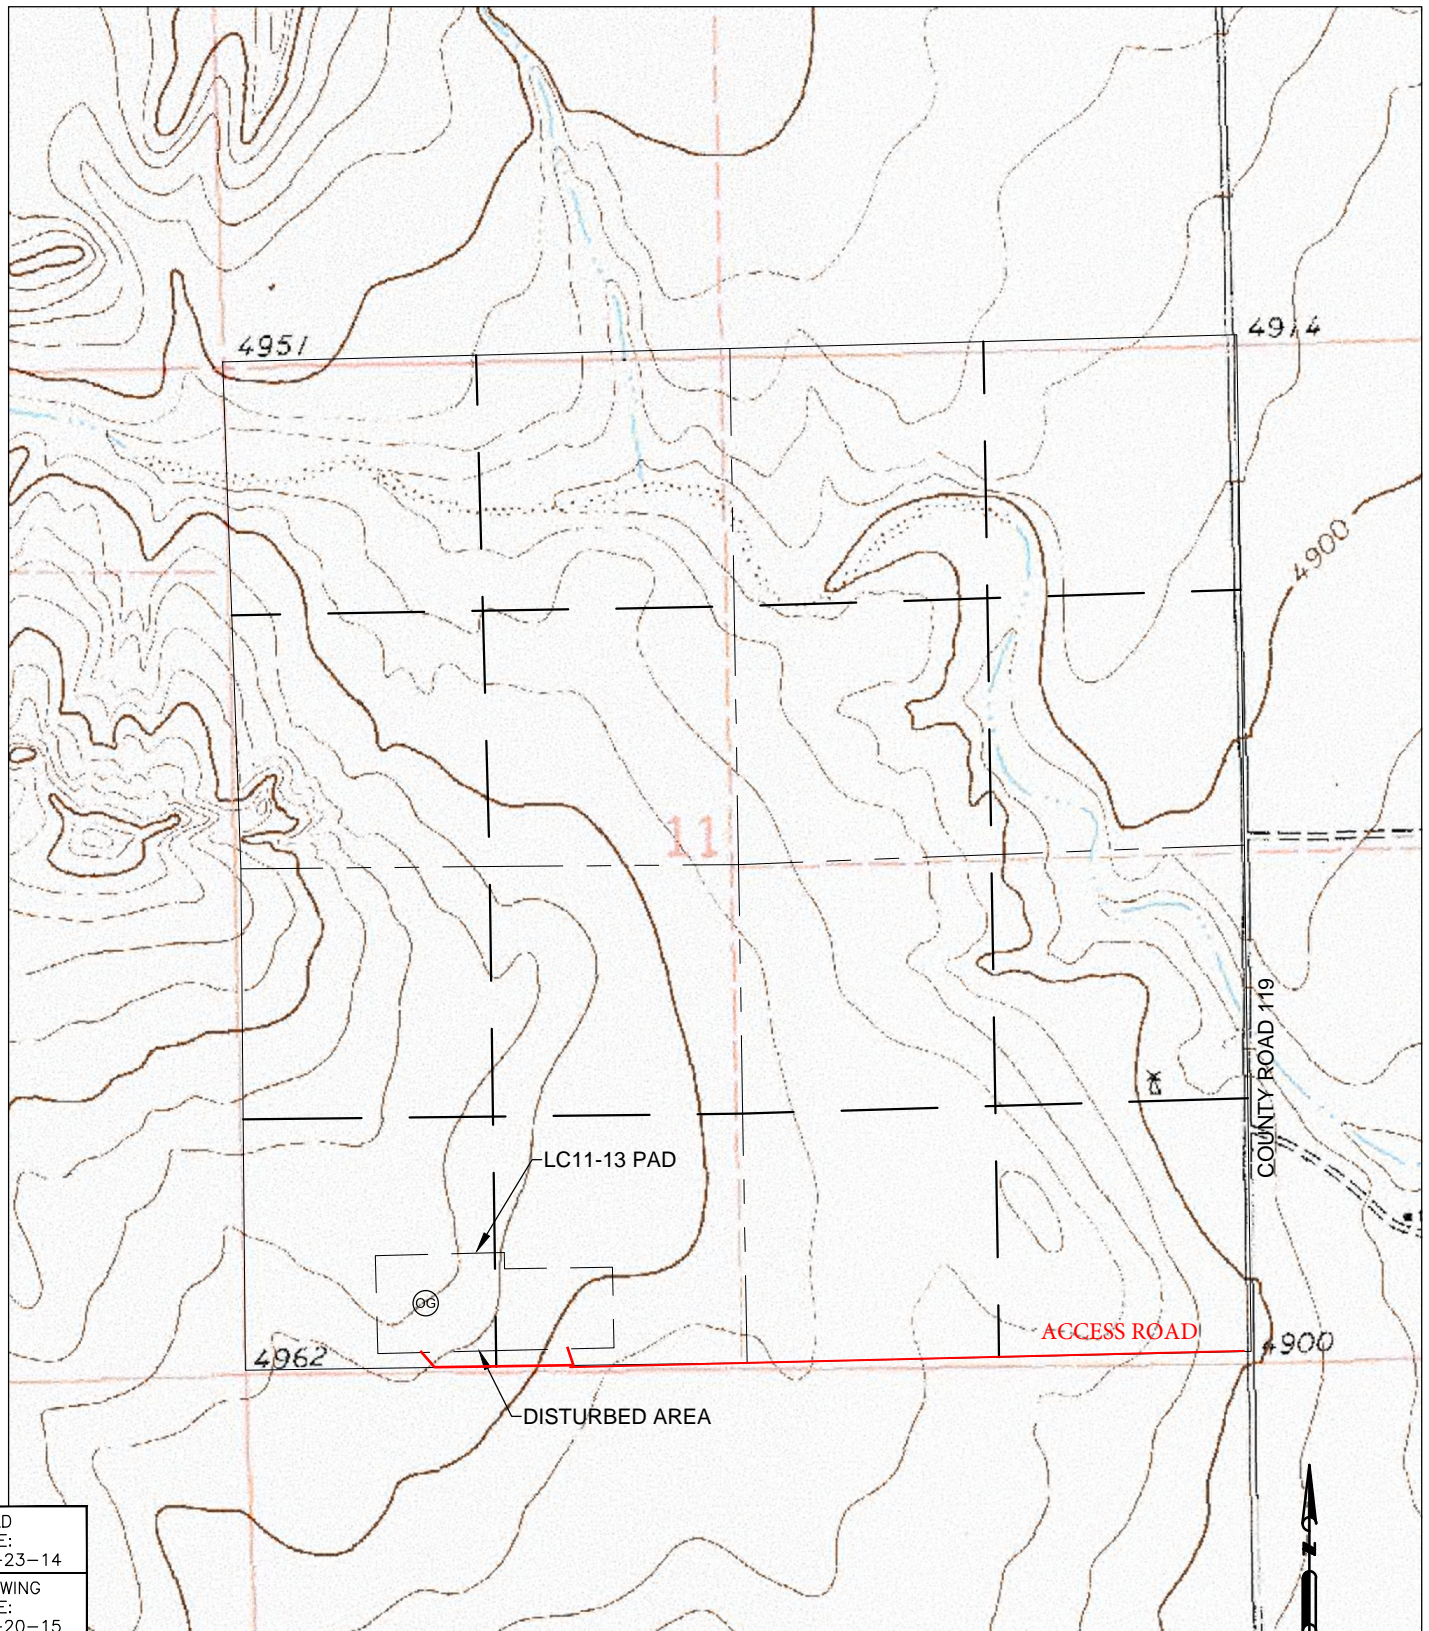 4951
4914
4900
11
COUNTY ROAD 119
LC11-13 PAD
OG
ACCESS ROAD
4962
4900
DISTURBED AREA
-23-14
WING
E:
-20-15